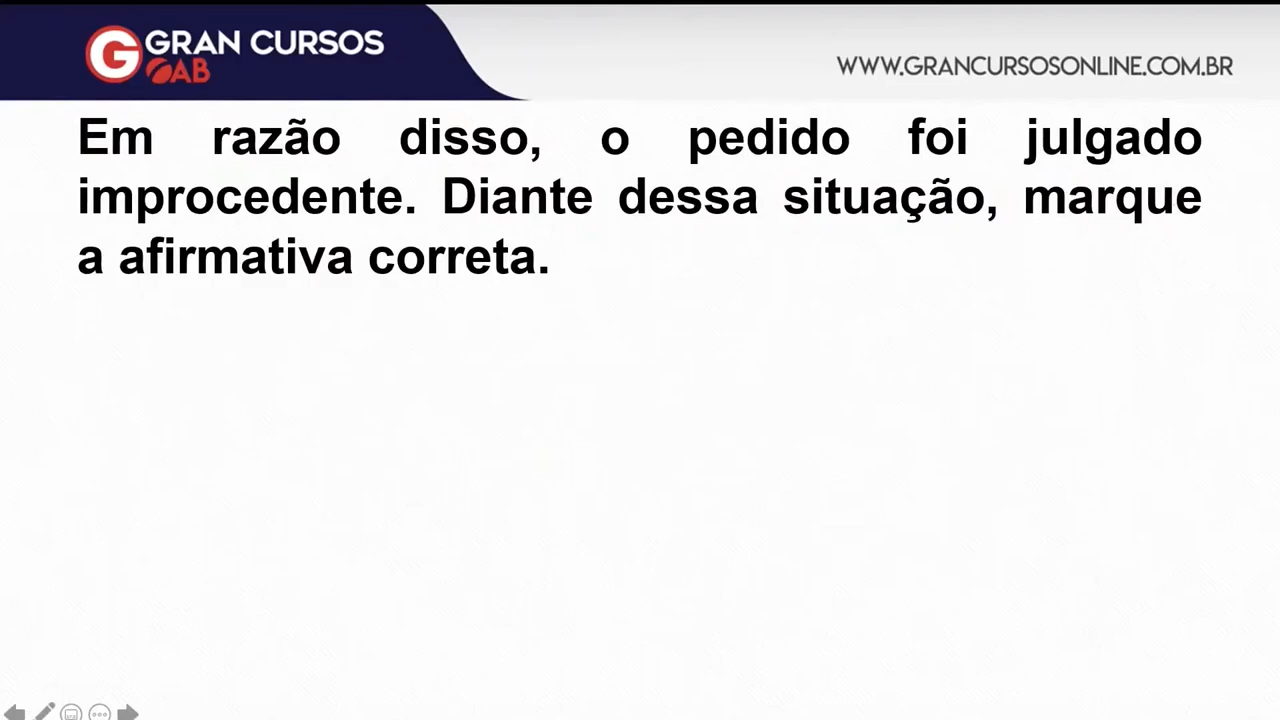 GRAN CURSOS
OAB
WWW.GRANCURSOSONLINE.COM.BR
Em razão disso, o pedido foi julgado
improcedente. Diante dessa situação, marque
a afirmativa correta.